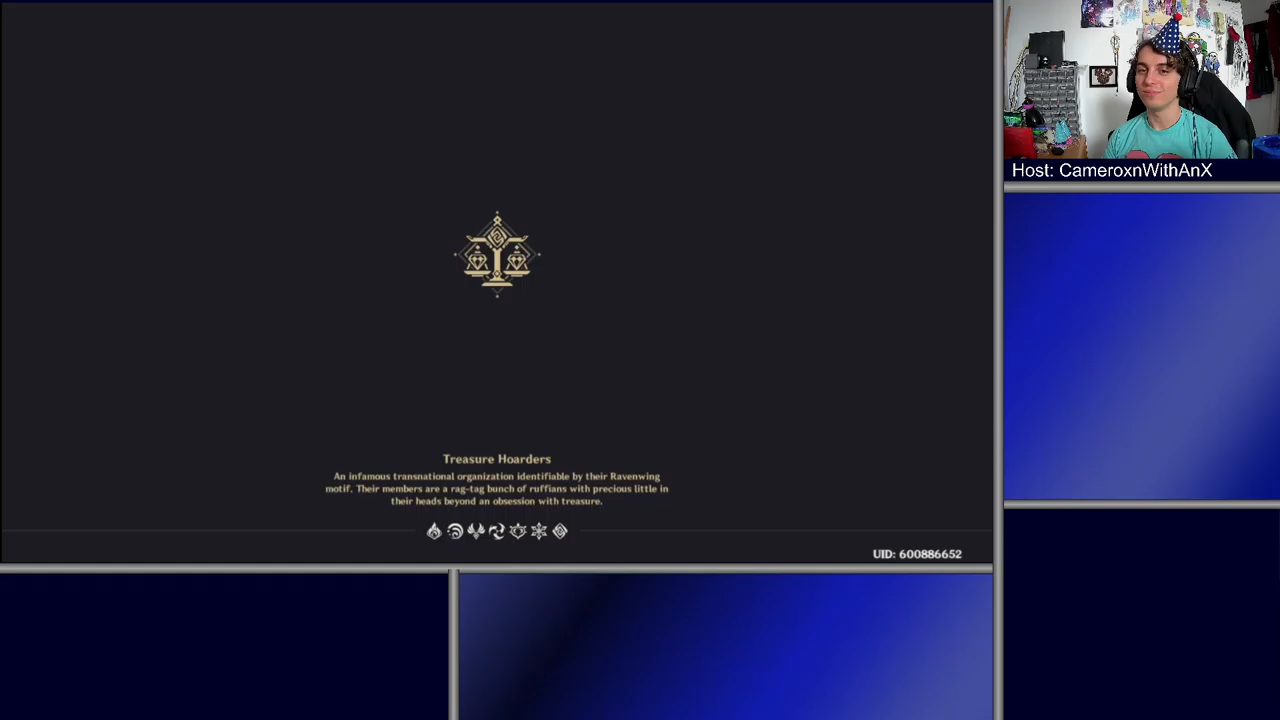 Host: CameroxnWithAnX
Treasure Hoarders
An infamous transnational organization identifiable by their Ravenwing
motif. Their members are a rag-tag bunch of ruffians with precious little in
their heads beyond an obsession with treasure.
UID: 600886652